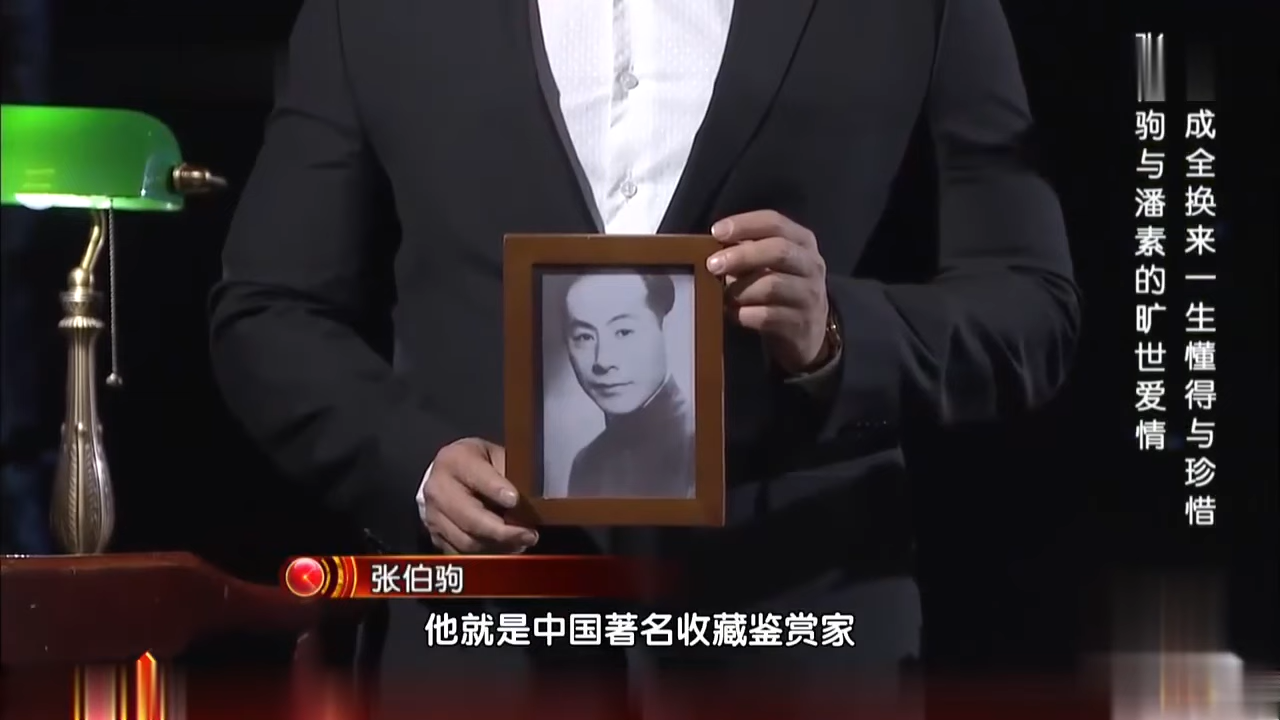 成全换来一生懂得与珍惜
驹与潘素的旷世爱情
张伯驹
他就是中国著名收藏鉴赏家